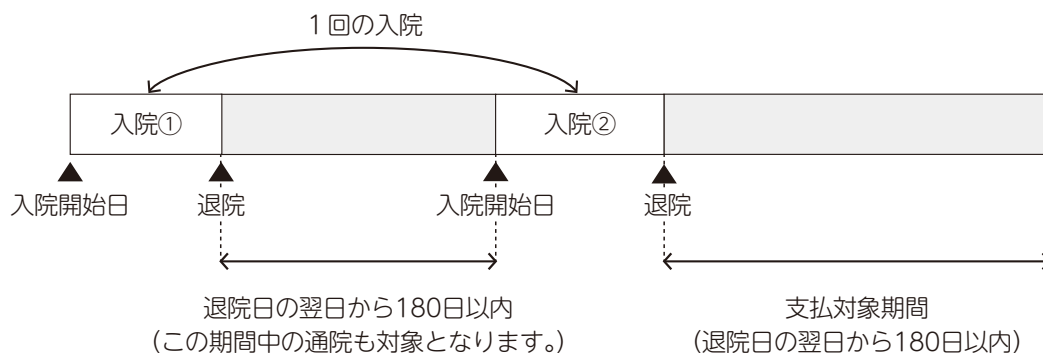 1回の入院
入院①
入院②
入院開始日
退院
入院開始日
退院
退院日の翌日から180日以内
（この期間中の通院も対象となります。）
支払対象期間
（退院日の翌日から180日以内）